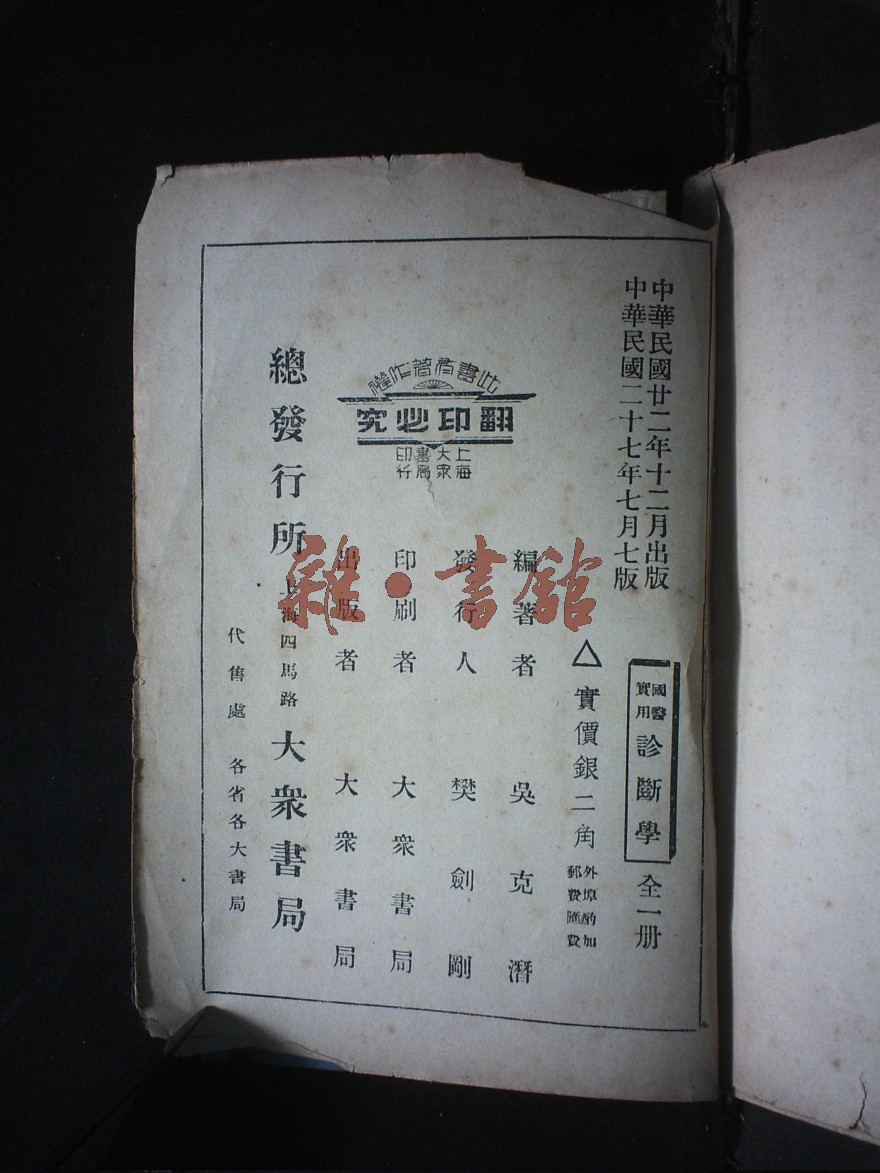 中華民國廿二年十二月出版
中華民國二十七年七月七版
國醫
實用
診斷學
全一册
△實價銀二角
外埠酌加
郵費匯費
編著者 吳克潛
發行人 樊劍剛
印刷者 大衆書局
出版者 大衆書局
此書有著作權
翻印必究
上海
大衆
書局
印行
總發行所 上海四馬路 大衆書局
代售處 各省各大書局
雜·書館